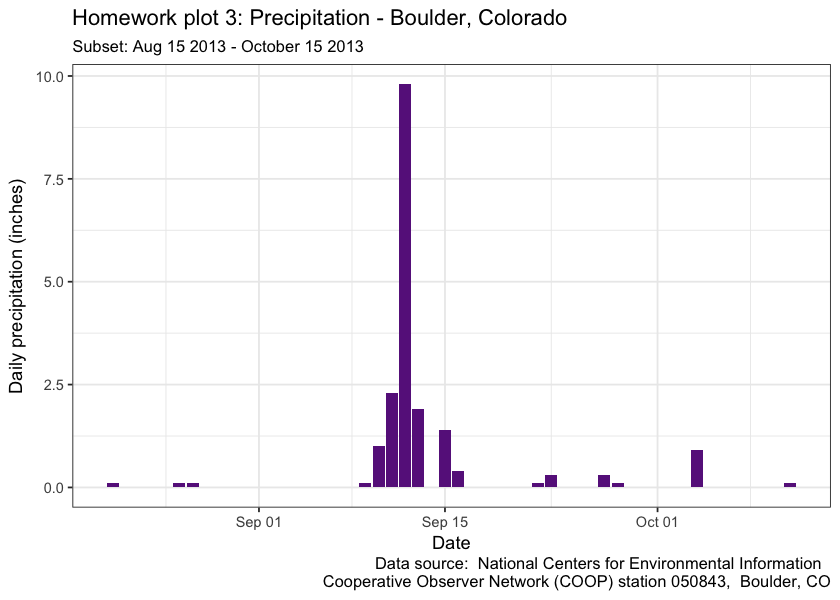 Homework plot 3: Precipitation - Boulder, Colorado
Subset: Aug 15 2013 - October 15 2013
Daily precipitation (inches)
10.0
7.5
5.0
2.5
0.0
Sep 01
Sep 15
Oct 01
Date
Data source:  National Centers for Environmental Information
Cooperative Observer Network (COOP) station 050843,  Boulder, CO